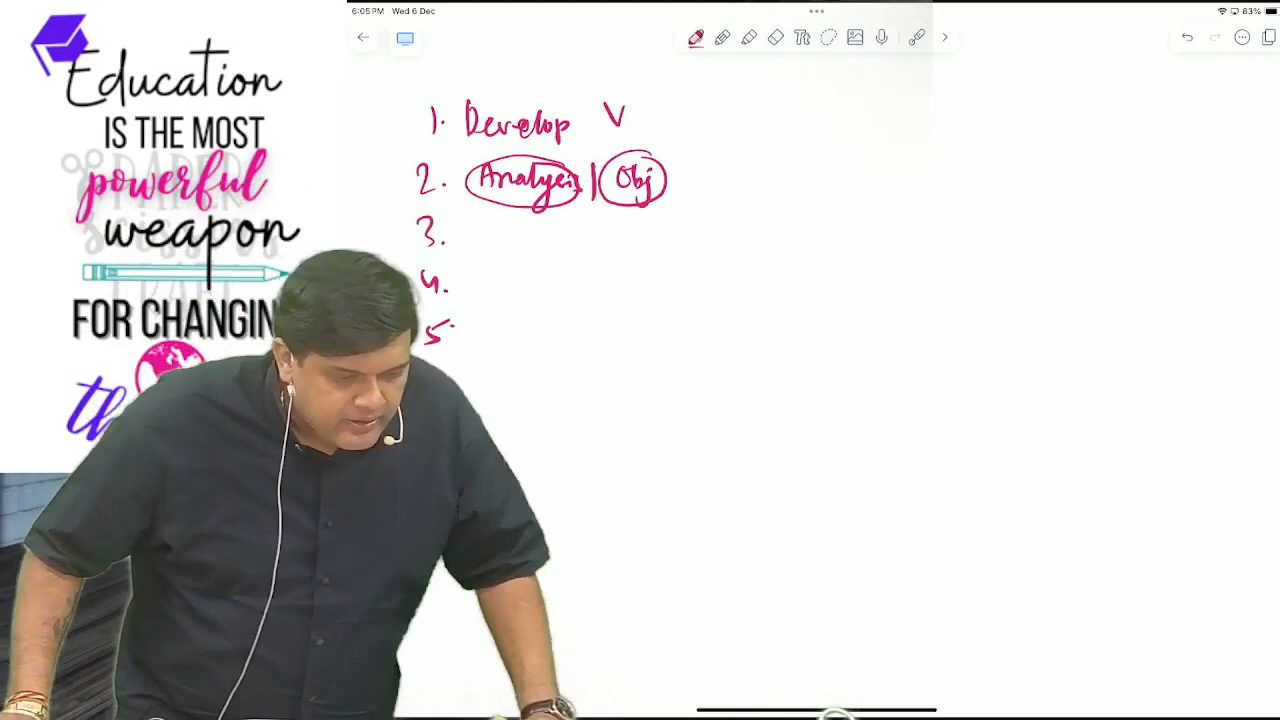 6:05 PM Wed 6 Dec
83%
Education
IS THE MOST
powerful
weapon
FOR CHANGIN
th
1. Develop V
2. Analysis | Obj
3.
4.
5.